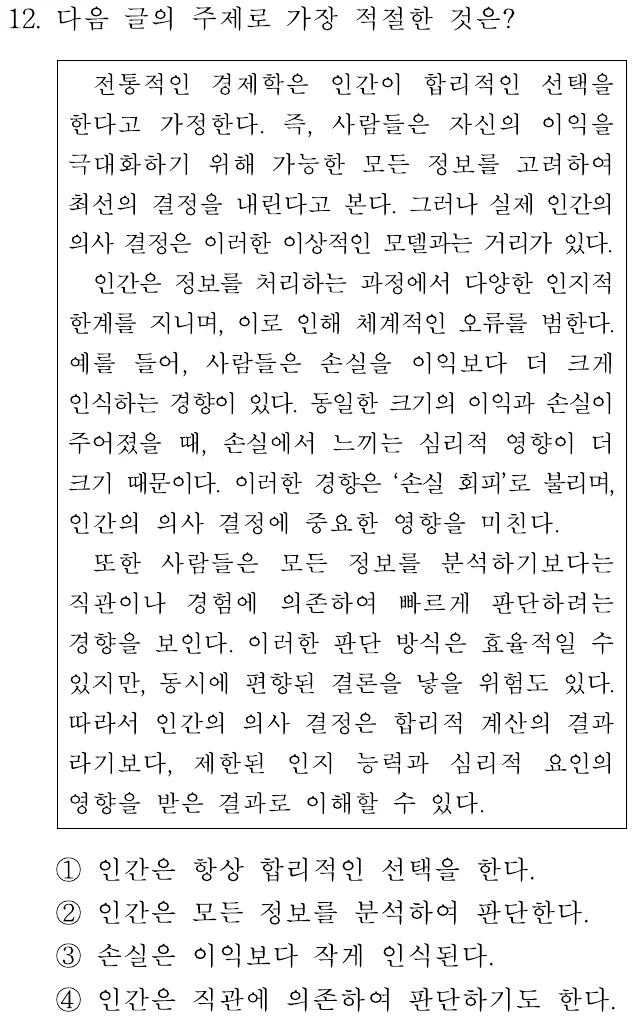 12. 다음 글의 주제로 가장 적절한 것은?
전통적인 경제학은 인간이 합리적인 선택을
한다고 가정한다. 즉, 사람들은 자신의 이익을
극대화하기 위해 가능한 모든 정보를 고려하여
최선의 결정을 내린다고 본다. 그러나 실제 인간의
의사 결정은 이러한 이상적인 모델과는 거리가 있다.
인간은 정보를 처리하는 과정에서 다양한 인지적
한계를 지니며, 이로 인해 체계적인 오류를 범한다.
예를 들어, 사람들은 손실을 이익보다 더 크게
인식하는 경향이 있다. 동일한 크기의 이익과 손실이
주어졌을 때, 손실에서 느끼는 심리적 영향이 더
크기 때문이다. 이러한 경향은 ‘손실 회피’로 불리며,
인간의 의사 결정에 중요한 영향을 미친다.
또한 사람들은 모든 정보를 분석하기보다는
직관이나 경험에 의존하여 빠르게 판단하려는
경향을 보인다. 이러한 판단 방식은 효율적일 수
있지만, 동시에 편향된 결론을 낳을 위험도 있다.
따라서 인간의 의사 결정은 합리적 계산의 결과
라기보다, 제한된 인지 능력과 심리적 요인의
영향을 받은 결과로 이해할 수 있다.
① 인간은 항상 합리적인 선택을 한다.
② 인간은 모든 정보를 분석하여 판단한다.
③ 손실은 이익보다 작게 인식된다.
④ 인간은 직관에 의존하여 판단하기도 한다.